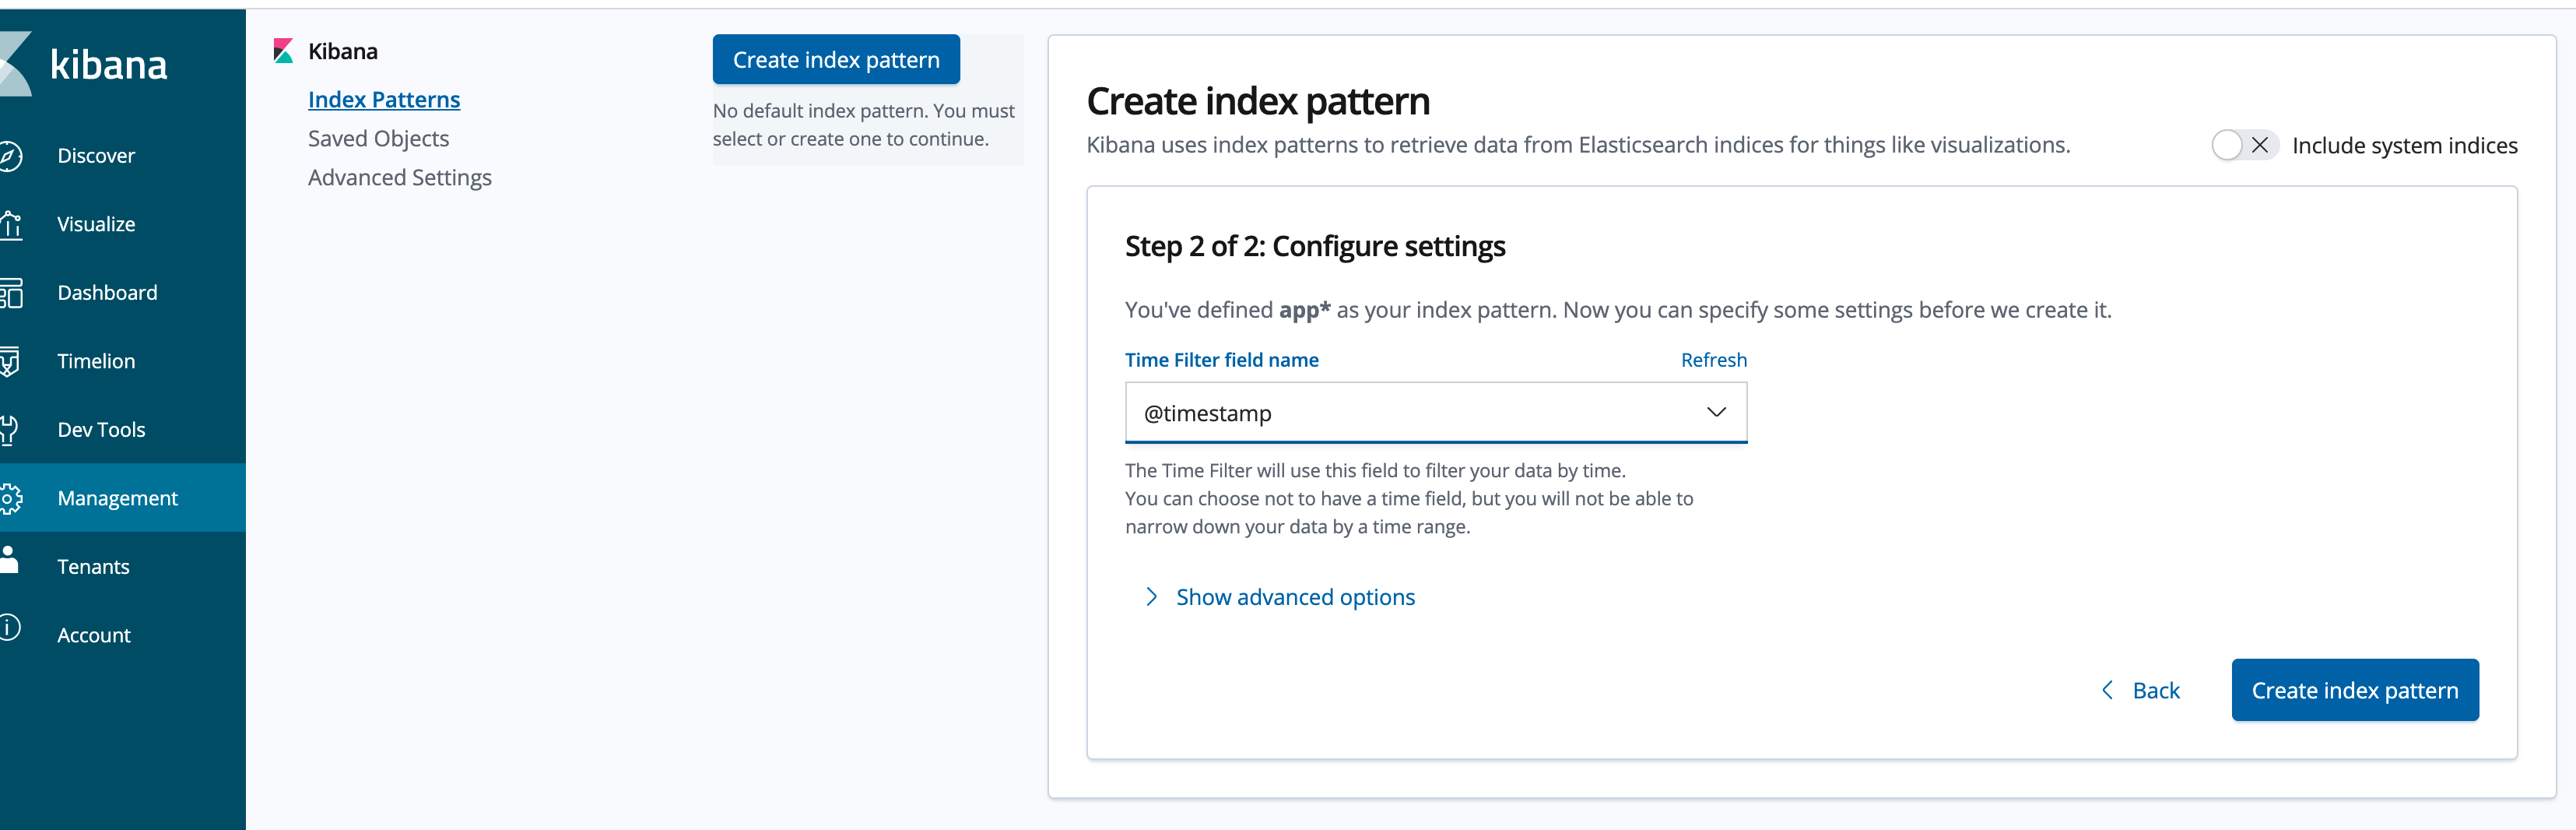 kibana
Discover
Visualize
Dashboard
Timelion
Dev Tools
Management
Tenants
Account
Kibana
Index Patterns
Saved Objects
Advanced Settings
Create index pattern
No default index pattern. You must
select or create one to continue.
Create index pattern
Kibana uses index patterns to retrieve data from Elasticsearch indices for things like visualizations.
Include system indices
Step 2 of 2: Configure settings
You've defined app* as your index pattern. Now you can specify some settings before we create it.
Time Filter field name
Refresh
@timestamp
The Time Filter will use this field to filter your data by time.
You can choose not to have a time field, but you will not be able to
narrow down your data by a time range.
Show advanced options
Back
Create index pattern